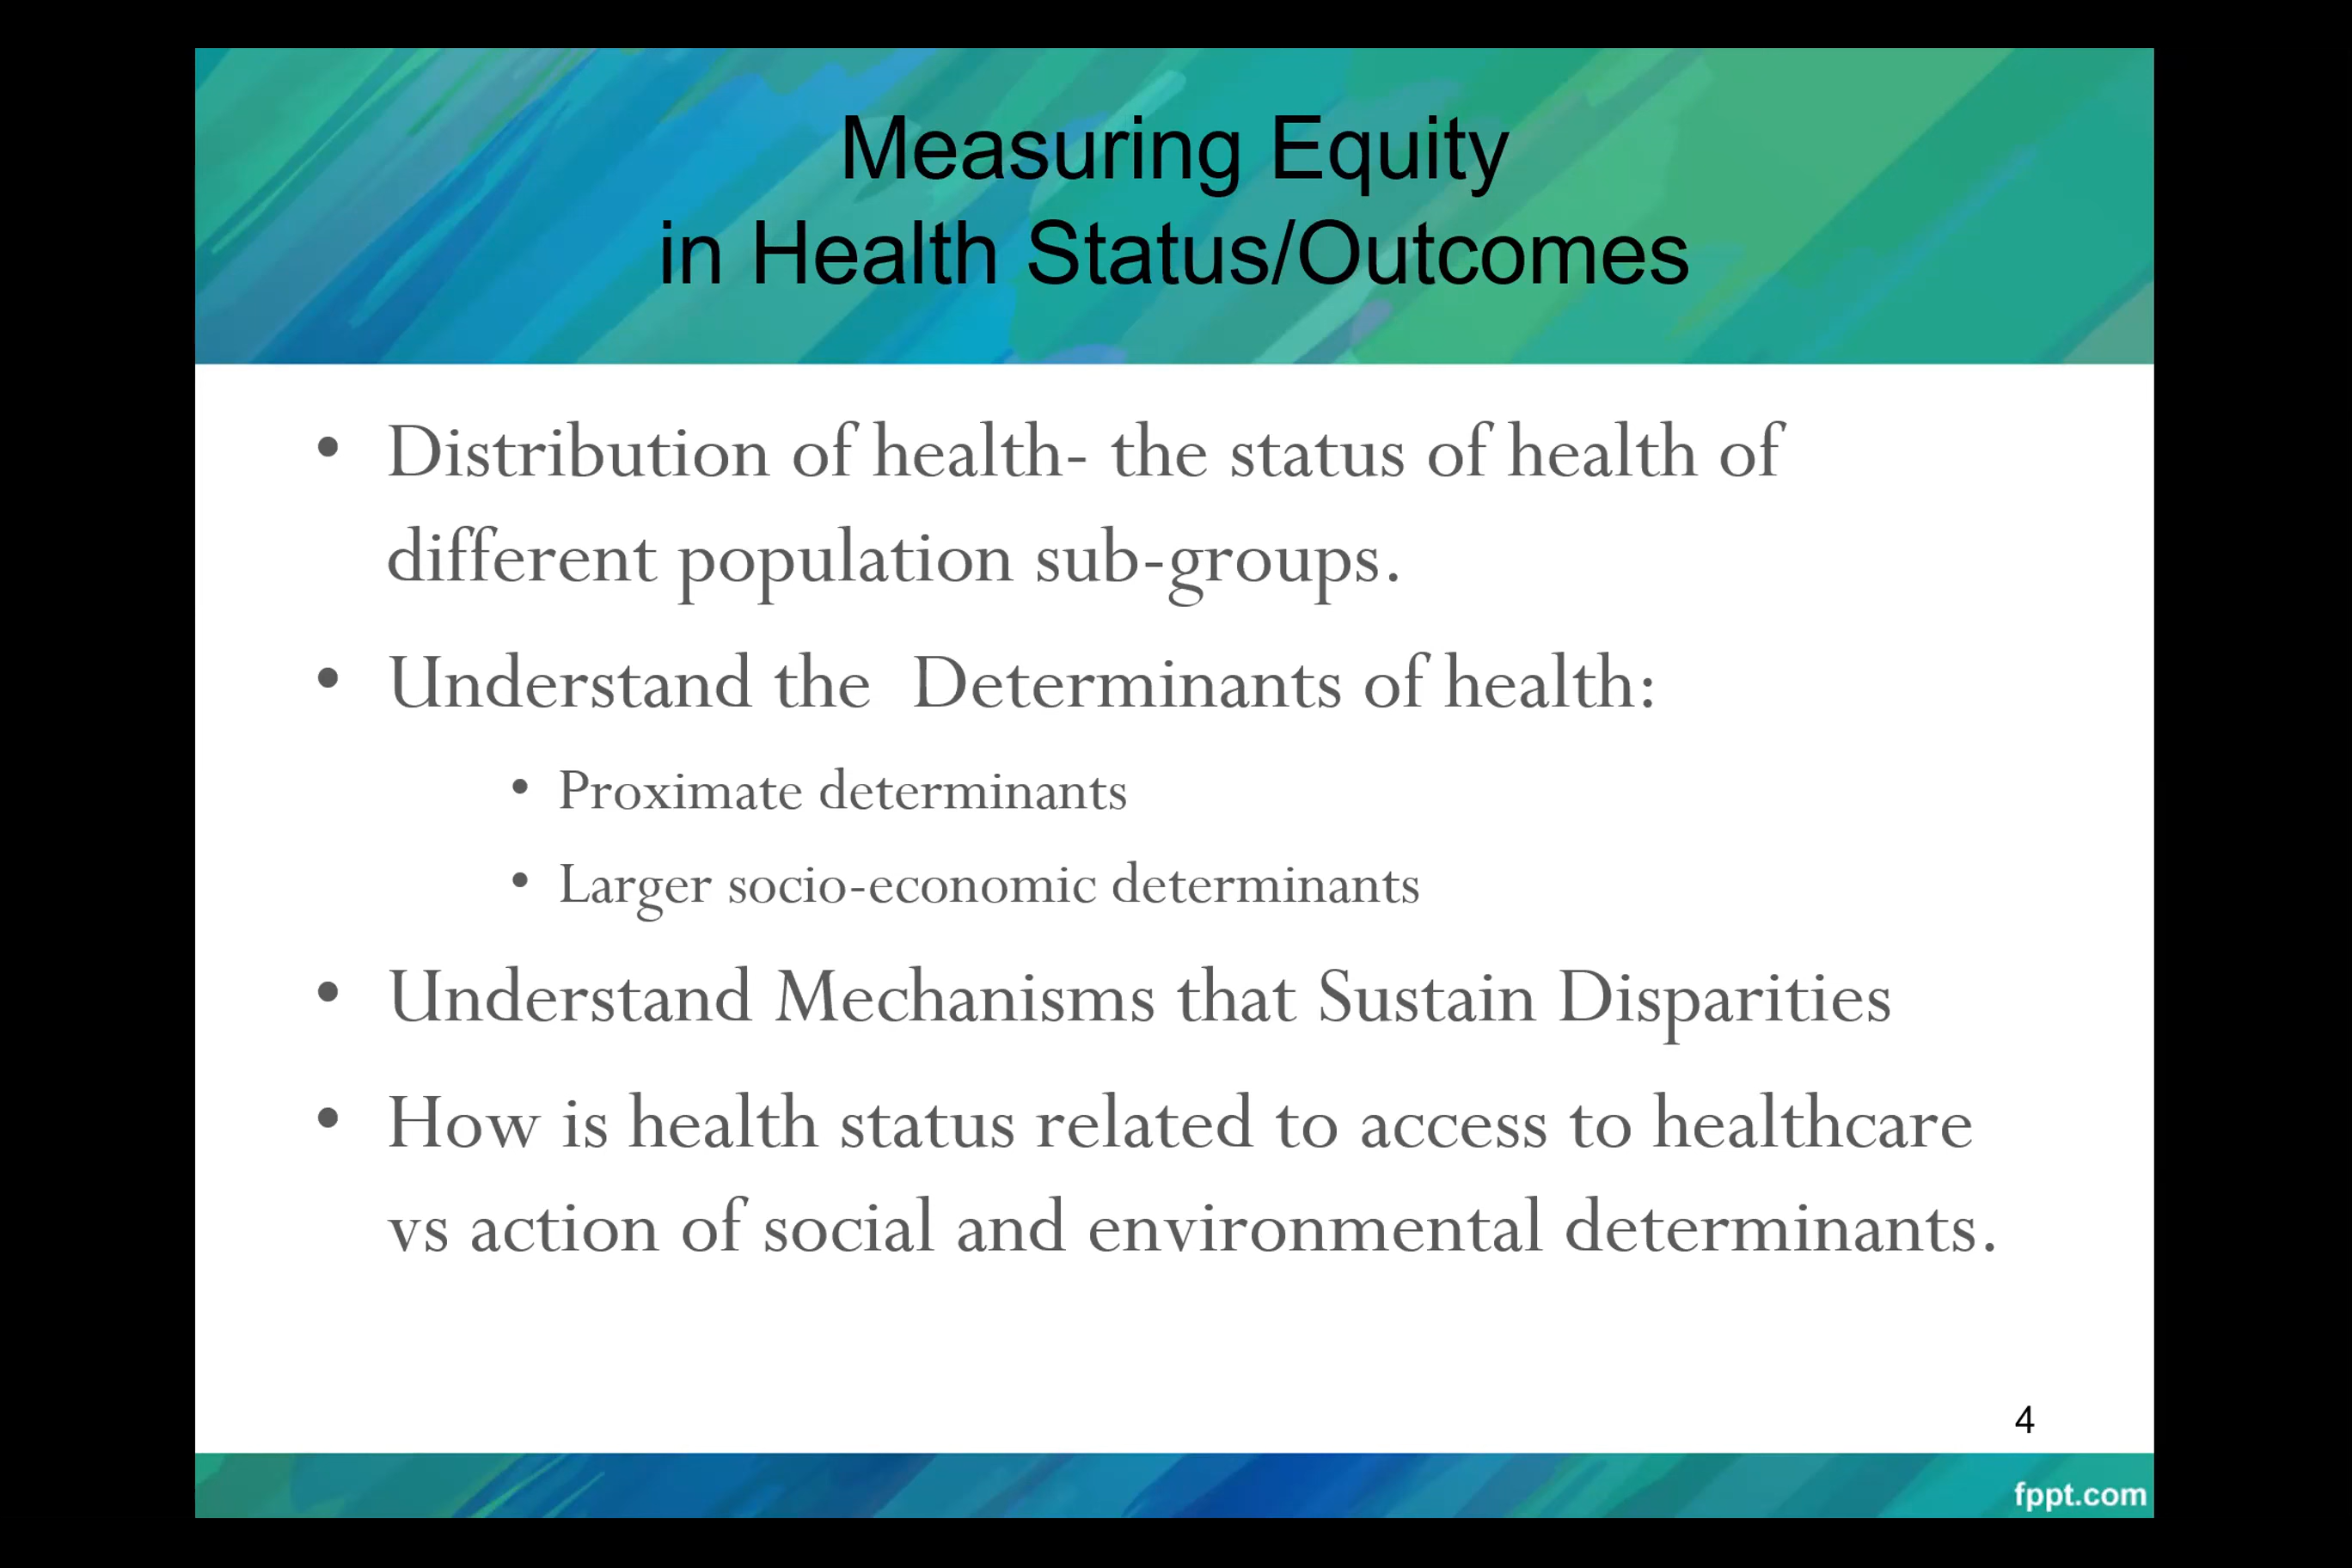 Measuring Equity
in Health Status/Outcomes
• Distribution of health- the status of health of
different population sub-groups.
• Understand the  Determinants of health:
• Proximate determinants
• Larger socio-economic determinants
• Understand Mechanisms that Sustain Disparities
• How is health status related to access to healthcare
vs action of social and environmental determinants.
4
fppt.com